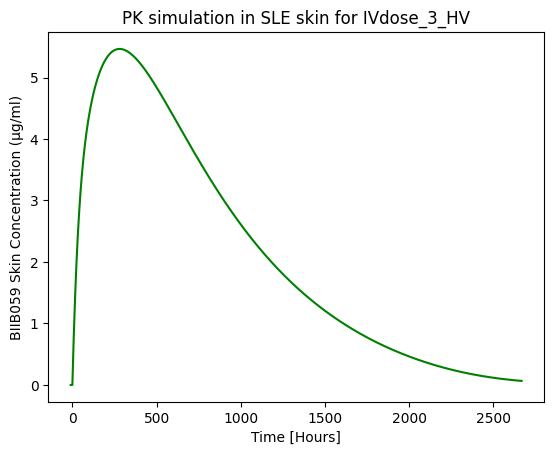 PK simulation in SLE skin for IVdose_3_HV
BIIB059 Skin Concentration (µg/ml)
5
4
3
2
1
0
0 500 1000 1500 2000 2500
Time [Hours]